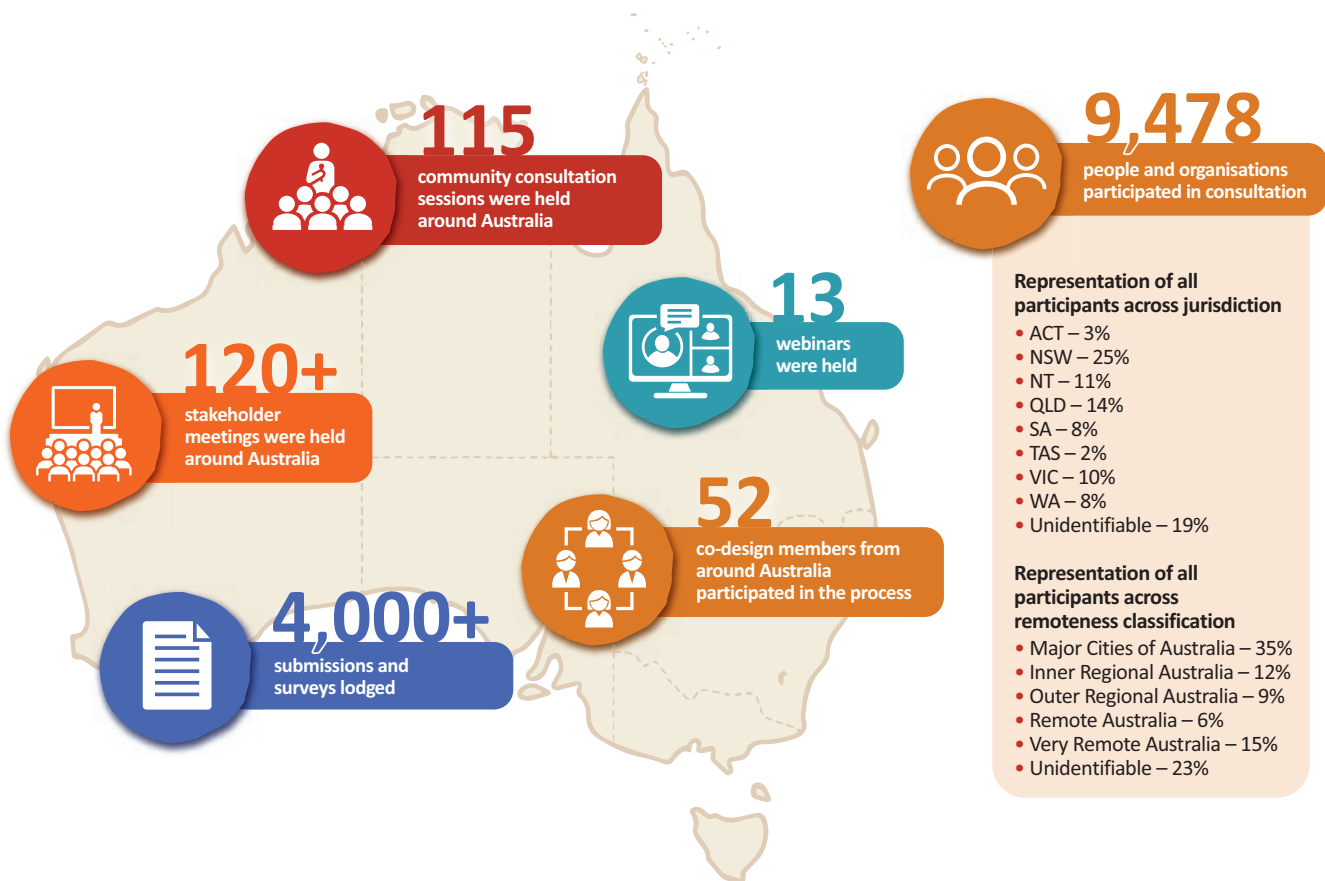 115
community consultation
sessions were held
around Australia
9,478
people and organisations
participated in consultation
13
webinars
were held
120+
stakeholder
meetings were held
around Australia
52
co-design members from
around Australia
participated in the process
4,000+
submissions and
surveys lodged
Representation of all
participants across jurisdiction
• ACT – 3%
• NSW – 25%
• NT – 11%
• QLD – 14%
• SA – 8%
• TAS – 2%
• VIC – 10%
• WA – 8%
• Unidentifiable – 19%
Representation of all
participants across
remoteness classification
• Major Cities of Australia – 35%
• Inner Regional Australia – 12%
• Outer Regional Australia – 9%
• Remote Australia – 6%
• Very Remote Australia – 15%
• Unidentifiable – 23%